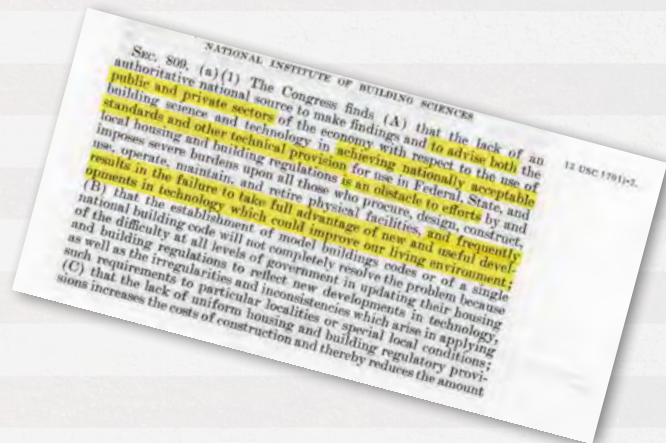 NATIONAL INSTITUTE OF BUILDING SCIENCES
SEC. 809. (a)(1) The Congress finds (A) that the lack of an
authoritative national source to make findings and to advise both the
public and private sectors of the economy with respect to the use of
building science and technology in achieving nationally acceptable
standards and other technical provision for use in Federal, State, and
local housing and building regulations is an obstacle to efforts by and
imposes severe burdens upon all those who procure, design, construct,
use, operate, maintain, and retire physical facilities, and frequently
results in the failure to take full advantage of new and useful devel-
opments in technology which could improve our living environment;
(B) that the establishment of model buildings codes or of a single
national building code will not completely resolve the problem because
of the difficulty at all levels of government in updating their housing
and building regulations to reflect new developments in technology,
as well as the irregularities and inconsistencies which arise in applying
such requirements to particular localities or special local conditions;
(C) that the lack of uniform housing and building regulatory provi-
sions increases the costs of construction and thereby reduces the amount
12 USC 1701j-2.